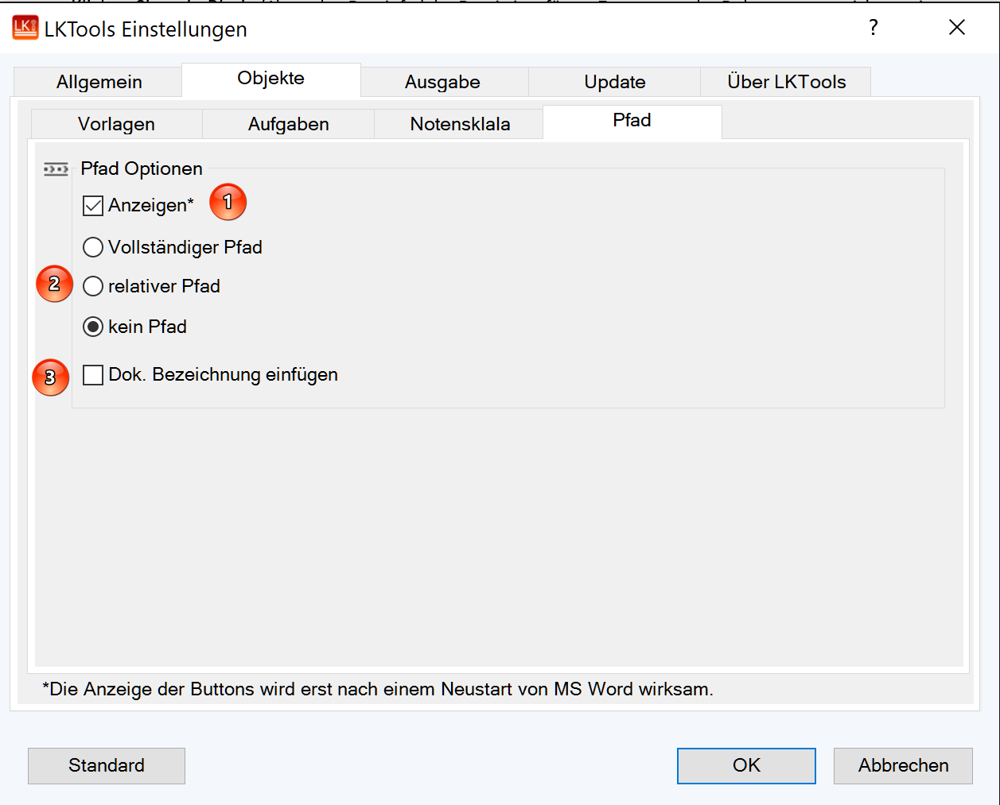 LKTools Einstellungen
?
Allgemein
Objekte
Ausgabe
Update
Über LKTools
Vorlagen
Aufgaben
Notensklala
Pfad
Pfad Optionen
Anzeigen*
1
Vollständiger Pfad
2
relativer Pfad
kein Pfad
3
Dok. Bezeichnung einfügen
*Die Anzeige der Buttons wird erst nach einem Neustart von MS Word wirksam.
Standard
OK
Abbrechen